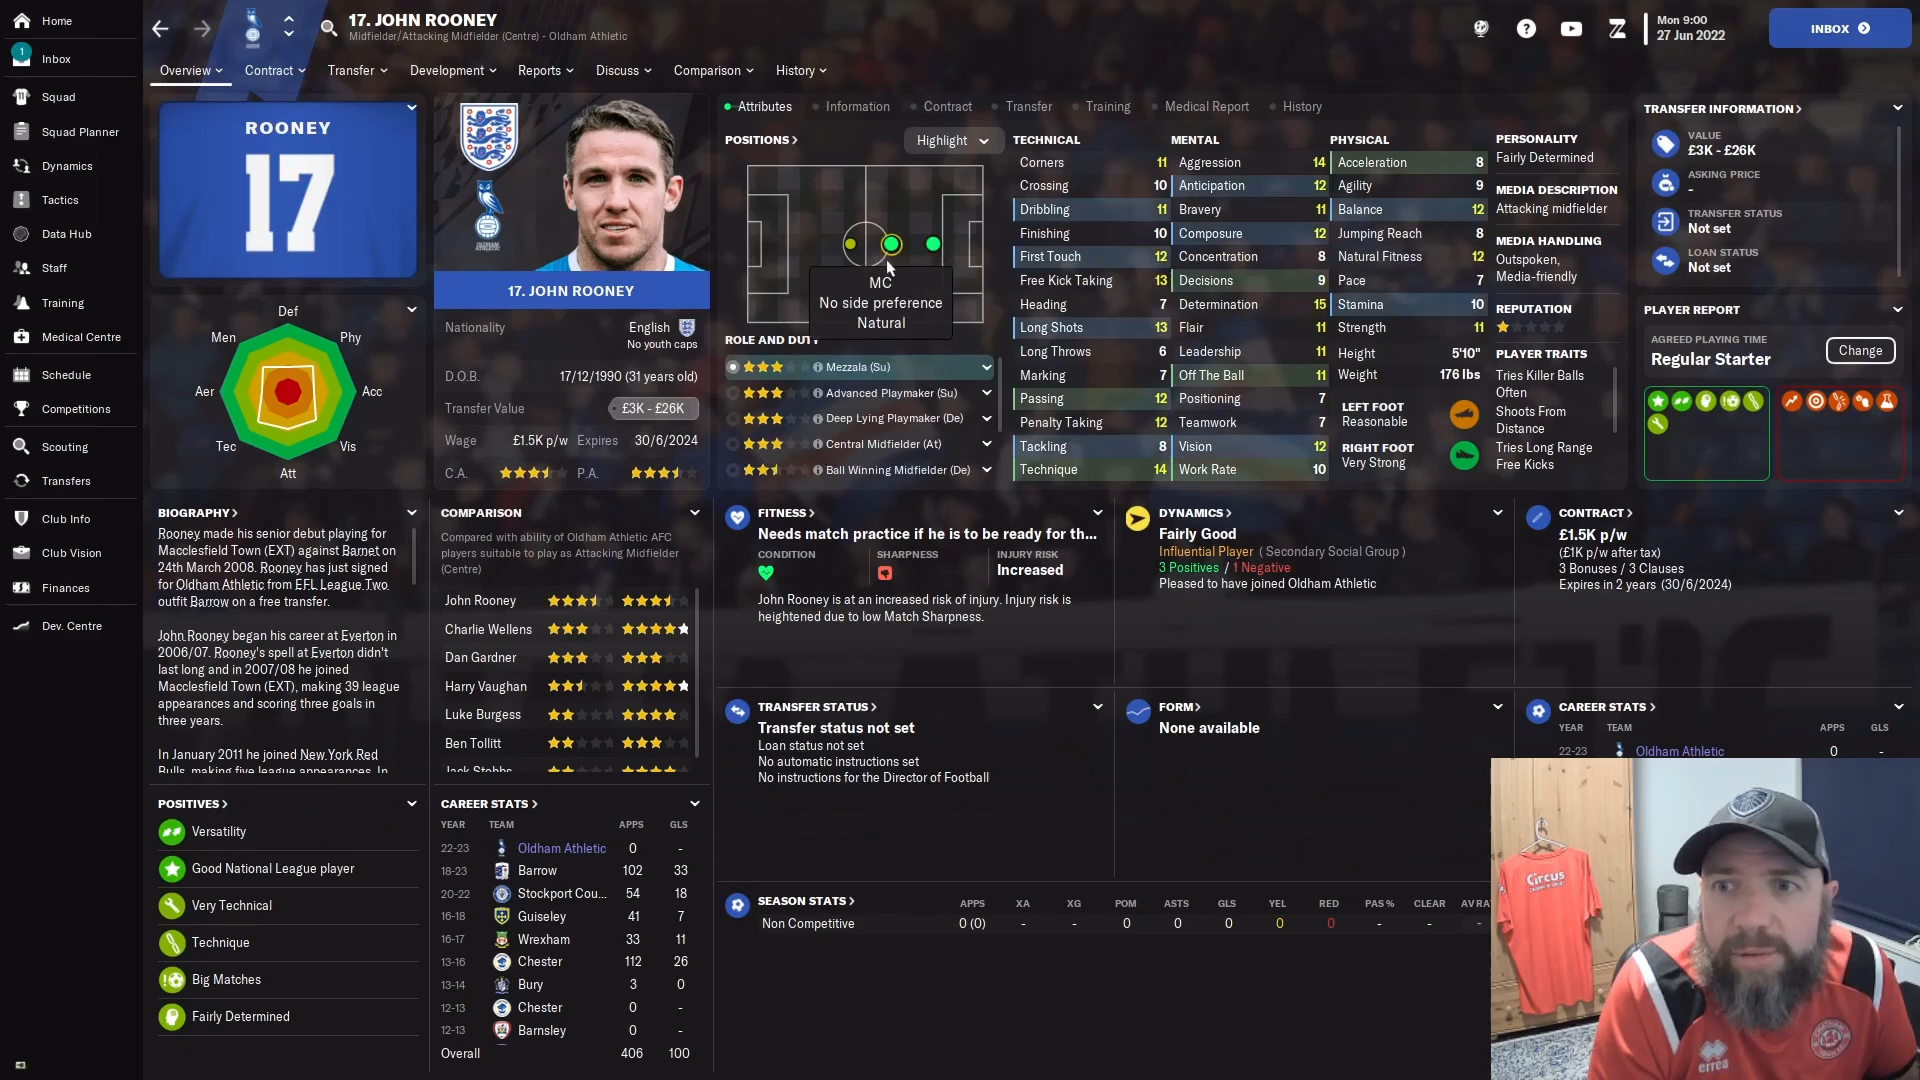 Home
1
Inbox
Squad
Squad Planner
Dynamics
Tactics
Data Hub
Staff
Training
Medical Centre
Schedule
Competitions
Scouting
Transfers
Club Info
Club Vision
Finances
Dev. Centre
17. JOHN ROONEY
Midfielder/Attacking Midfielder (Centre) - Oldham Athletic
Mon 9:00
27 Jun 2022
INBOX
Overview
Contract
Transfer
Development
Reports
Discuss
Comparison
History
ROONEY
17
Def
Men
Phy
Aer
Acc
Tec
Vis
Att
17. JOHN ROONEY
Nationality English
No youth caps
D.O.B. 17/12/1990 (31 years old)
Transfer Value £3K - £26K
Wage £1.5K p/w Expires 30/6/2024
C.A. P.A.
Attributes Information Contract Transfer Training Medical Report History
POSITIONS
Highlight
MC
No side preference
Natural
ROLE AND DUTY
Mezzala (Su)
Advanced Playmaker (Su)
Deep Lying Playmaker (De)
Central Midfielder (At)
Ball Winning Midfielder (De)
TECHNICAL
Corners 11
Crossing 10
Dribbling 11
Finishing 10
First Touch 12
Free Kick Taking 13
Heading 7
Long Shots 13
Long Throws 6
Marking 7
Passing 12
Penalty Taking 12
Tackling 8
Technique 14
MENTAL
Aggression 14
Anticipation 12
Bravery 11
Composure 12
Concentration 8
Decisions 9
Determination 15
Flair 11
Leadership 11
Off The Ball 11
Positioning 7
Teamwork 7
Vision 12
Work Rate 10
PHYSICAL
Acceleration 8
Agility 9
Balance 12
Jumping Reach 8
Natural Fitness 12
Pace 7
Stamina 10
Strength 11
Height 5'10"
Weight 176 lbs
LEFT FOOT
Reasonable
RIGHT FOOT
Very Strong
PERSONALITY
Fairly Determined
MEDIA DESCRIPTION
Attacking midfielder
MEDIA HANDLING
Outspoken,
Media-friendly
REPUTATION
PLAYER TRAITS
Tries Killer Balls
Often
Shoots From
Distance
Tries Long Range
Free Kicks
TRANSFER INFORMATION
VALUE
£3K - £26K
ASKING PRICE
-
TRANSFER STATUS
Not set
LOAN STATUS
Not set
PLAYER REPORT
AGREED PLAYING TIME
Regular Starter
Change
BIOGRAPHY
Rooney made his senior debut playing for
Macclesfield Town (EXT) against Barnet on
24th March 2008. Rooney has just signed
for Oldham Athletic from EFL League Two
outfit Barrow on a free transfer.
John Rooney began his career at Everton in
2006/07. Rooney's spell at Everton didn't
last long and in 2007/08 he joined
Macclesfield Town (EXT), making 39 league
appearances and scoring three goals in
three years.
In January 2011 he joined New York Red
Bulls, making five league appearances. In
COMPARISON
Compared with ability of Oldham Athletic AFC
players suitable to play as Attacking Midfielder
(Centre)
John Rooney
Charlie Wellens
Dan Gardner
Harry Vaughan
Luke Burgess
Ben Tollitt
Jack Stobbs
FITNESS
Needs match practice if he is to be ready for th...
CONDITION
SHARPNESS
INJURY RISK
Increased
John Rooney is at an increased risk of injury. Injury risk is
heightened due to low Match Sharpness.
DYNAMICS
Fairly Good
Influential Player (Secondary Social Group)
3 Positives / 1 Negative
Pleased to have joined Oldham Athletic
CONTRACT
£1.5K p/w
(£1K p/w after tax)
3 Bonuses / 3 Clauses
Expires in 2 years (30/6/2024)
TRANSFER STATUS
Transfer status not set
Loan status not set
No automatic instructions set
No instructions for the Director of Football
FORM
None available
CAREER STATS
YEAR TEAM APPS GLS
22-23 Oldham Athletic 0 -
POSITIVES
Versatility
Good National League player
Very Technical
Technique
Big Matches
Fairly Determined
CAREER STATS
YEAR TEAM APPS GLS
22-23 Oldham Athletic 0 -
18-23 Barrow 102 33
20-22 Stockport Cou... 54 18
16-18 Guiseley 41 7
16-17 Wrexham 33 11
13-16 Chester 112 26
13-14 Bury 3 0
12-13 Chester 0 -
12-13 Barnsley 0 -
Overall 406 100
SEASON STATS
APPS XA XG POM ASTS GLS YEL RED PAS % CLEAR AV RA
Non Competitive 0 (0) - - 0 0 0 0 0 - - -
Circus
errea